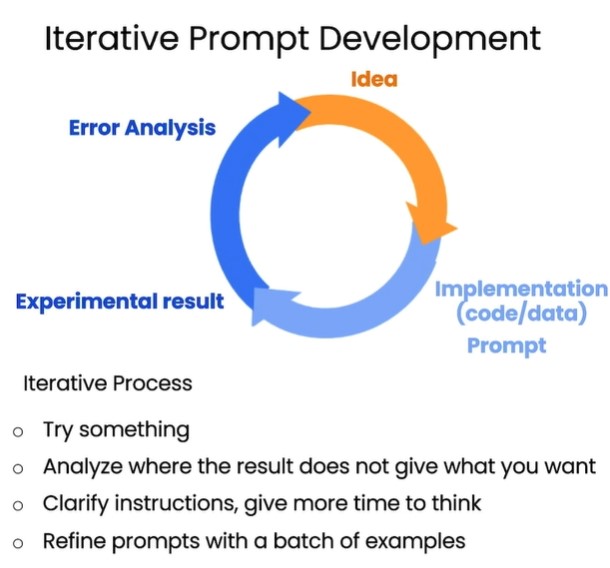 Iterative Prompt Development
Idea
Error Analysis
Experimental result
Implementation
(code/data)
Prompt
Iterative Process
Try something
Analyze where the result does not give what you want
Clarify instructions, give more time to think
Refine prompts with a batch of examples